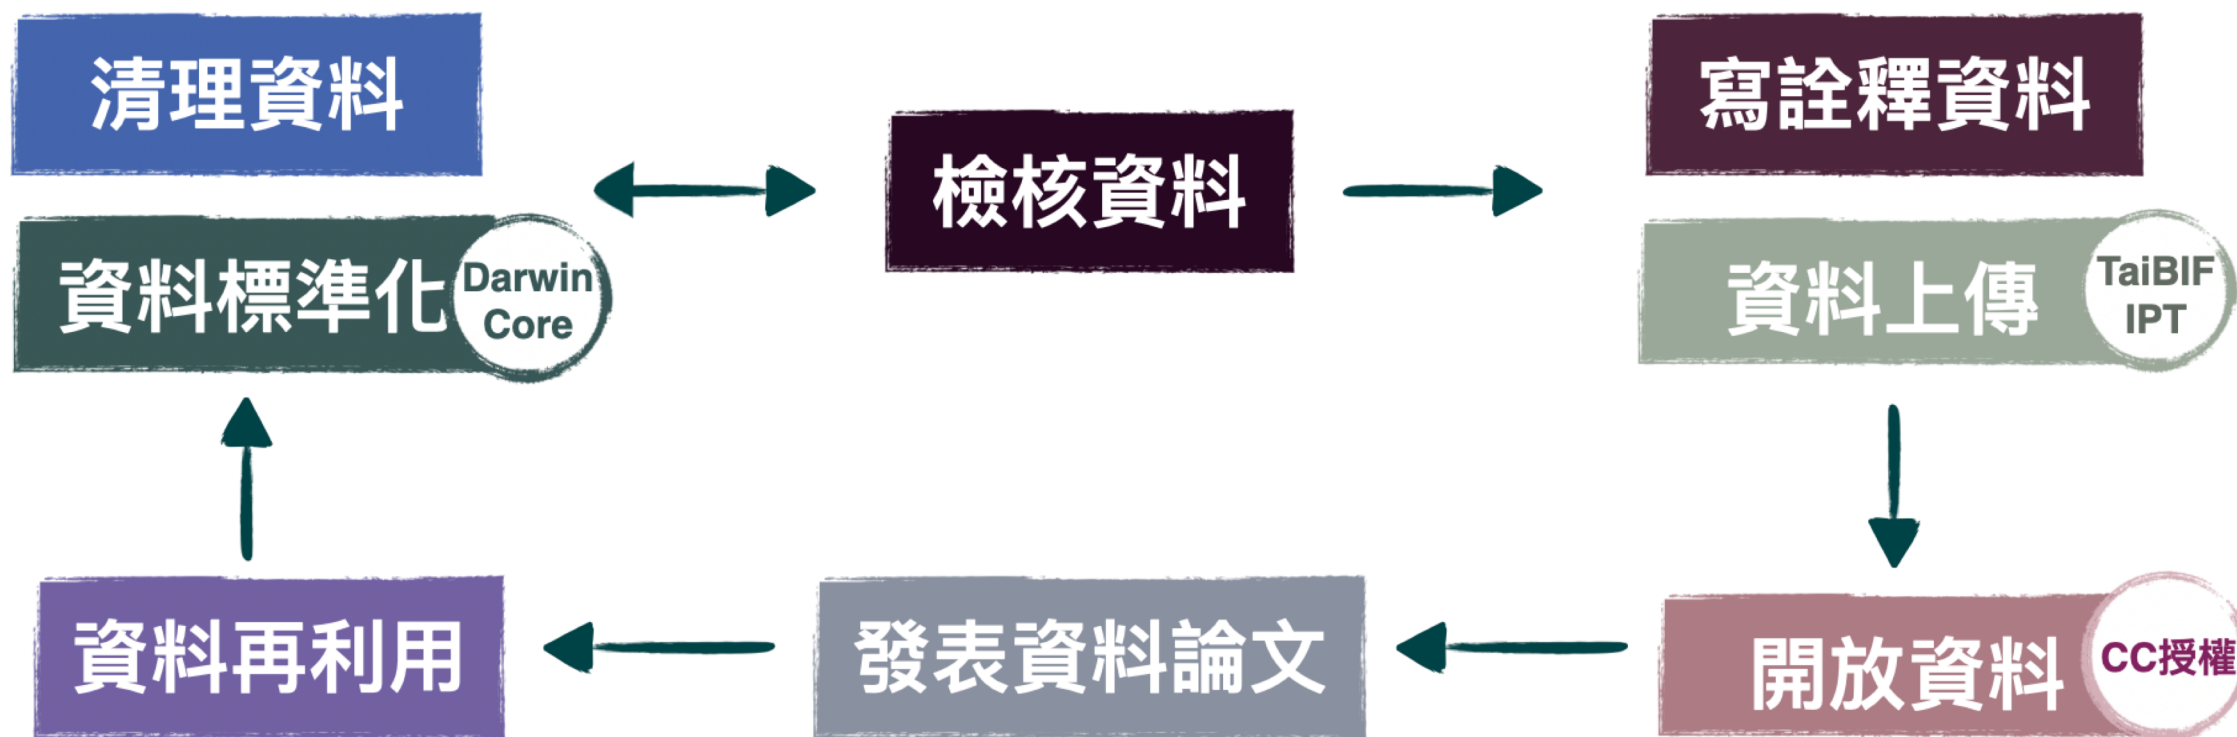 清理資料
資料標準化
Darwin
Core
檢核資料
寫詮釋資料
資料上傳
TaiBIF
IPT
開放資料
CC授權
發表資料論文
資料再利用